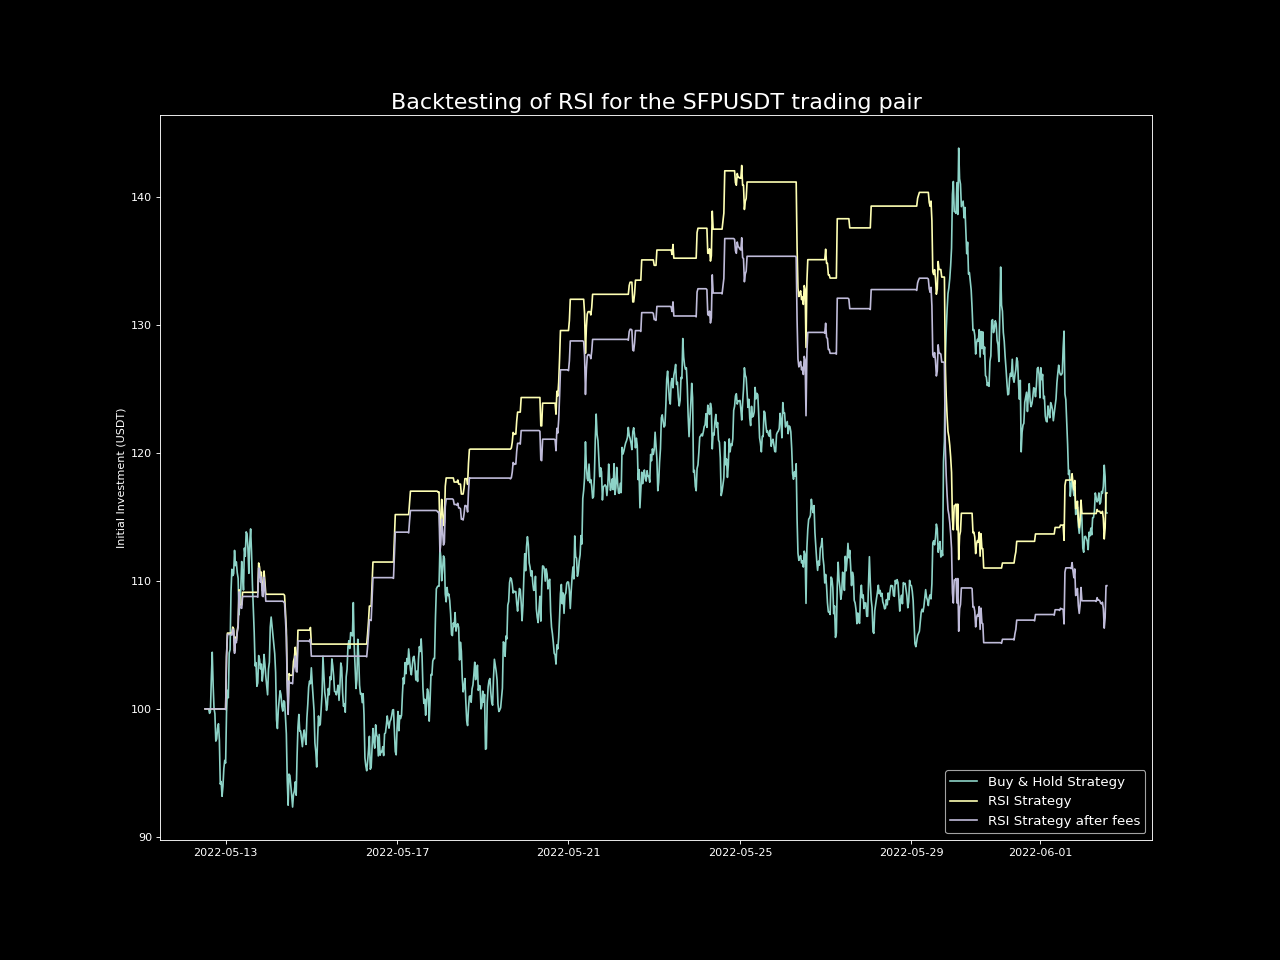 Backtesting of RSI for the SFPUSDT trading pair
Initial Investment (USDT)
140
130
120
110
100
90
2022-05-13 2022-05-17 2022-05-21 2022-05-25 2022-05-29 2022-06-01
Buy & Hold Strategy
RSI Strategy
RSI Strategy after fees